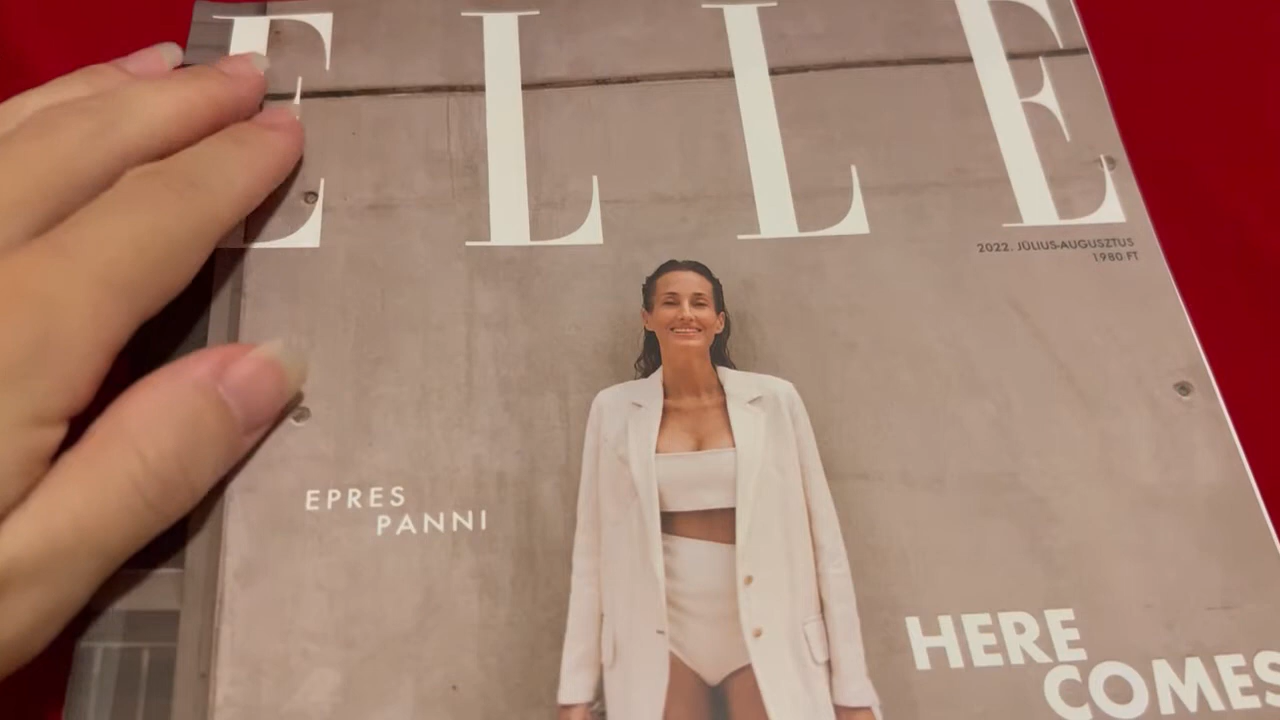 ELLE
2022. JÚLIUS-AUGUSZTUS
1980 FT
EPRES
PANNI
HERE
COMES